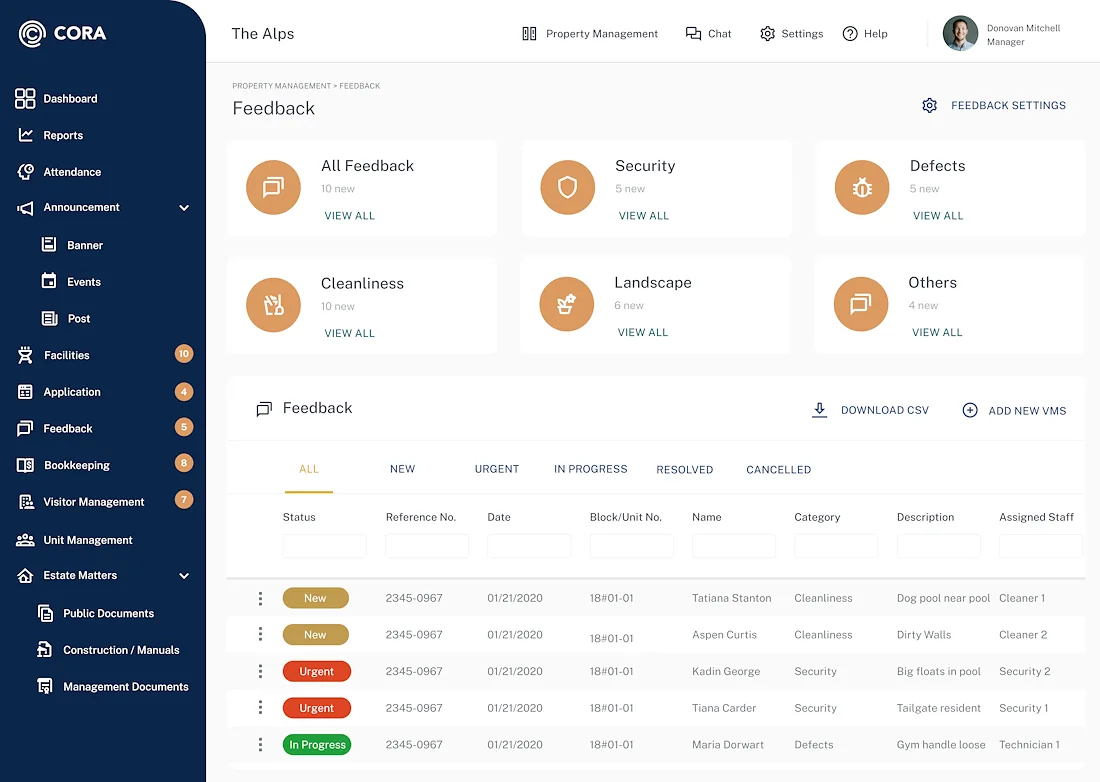 CORA
The Alps
Property Management
Chat
Settings
Help
Donovan Mitchell
Manager
Dashboard
Reports
Attendance
Announcement
Banner
Events
Post
Facilities 10
Application 4
Feedback 5
Bookkeeping 8
Visitor Management 7
Unit Management
Estate Matters
Public Documents
Construction / Manuals
Management Documents
PROPERTY MANAGEMENT > FEEDBACK
Feedback
FEEDBACK SETTINGS
All Feedback
10 new
VIEW ALL
Security
5 new
VIEW ALL
Defects
5 new
VIEW ALL
Cleanliness
10 new
VIEW ALL
Landscape
6 new
VIEW ALL
Others
4 new
VIEW ALL
Feedback
DOWNLOAD CSV
ADD NEW VMS
ALL NEW URGENT IN PROGRESS RESOLVED CANCELLED
Status Reference No. Date Block/Unit No. Name Category Description Assigned Staff
New 2345-0967 01/21/2020 18#01-01 Tatiana Stanton Cleanliness Dog pool near pool Cleaner 1
New 2345-0967 01/21/2020 18#01-01 Aspen Curtis Cleanliness Dirty Walls Cleaner 2
Urgent 2345-0967 01/21/2020 18#01-01 Kadin George Security Big floats in pool Security 2
Urgent 2345-0967 01/21/2020 18#01-01 Tiana Carder Security Tailgate resident Security 1
In Progress 2345-0967 01/21/2020 18#01-01 Maria Dorwart Defects Gym handle loose Technician 1